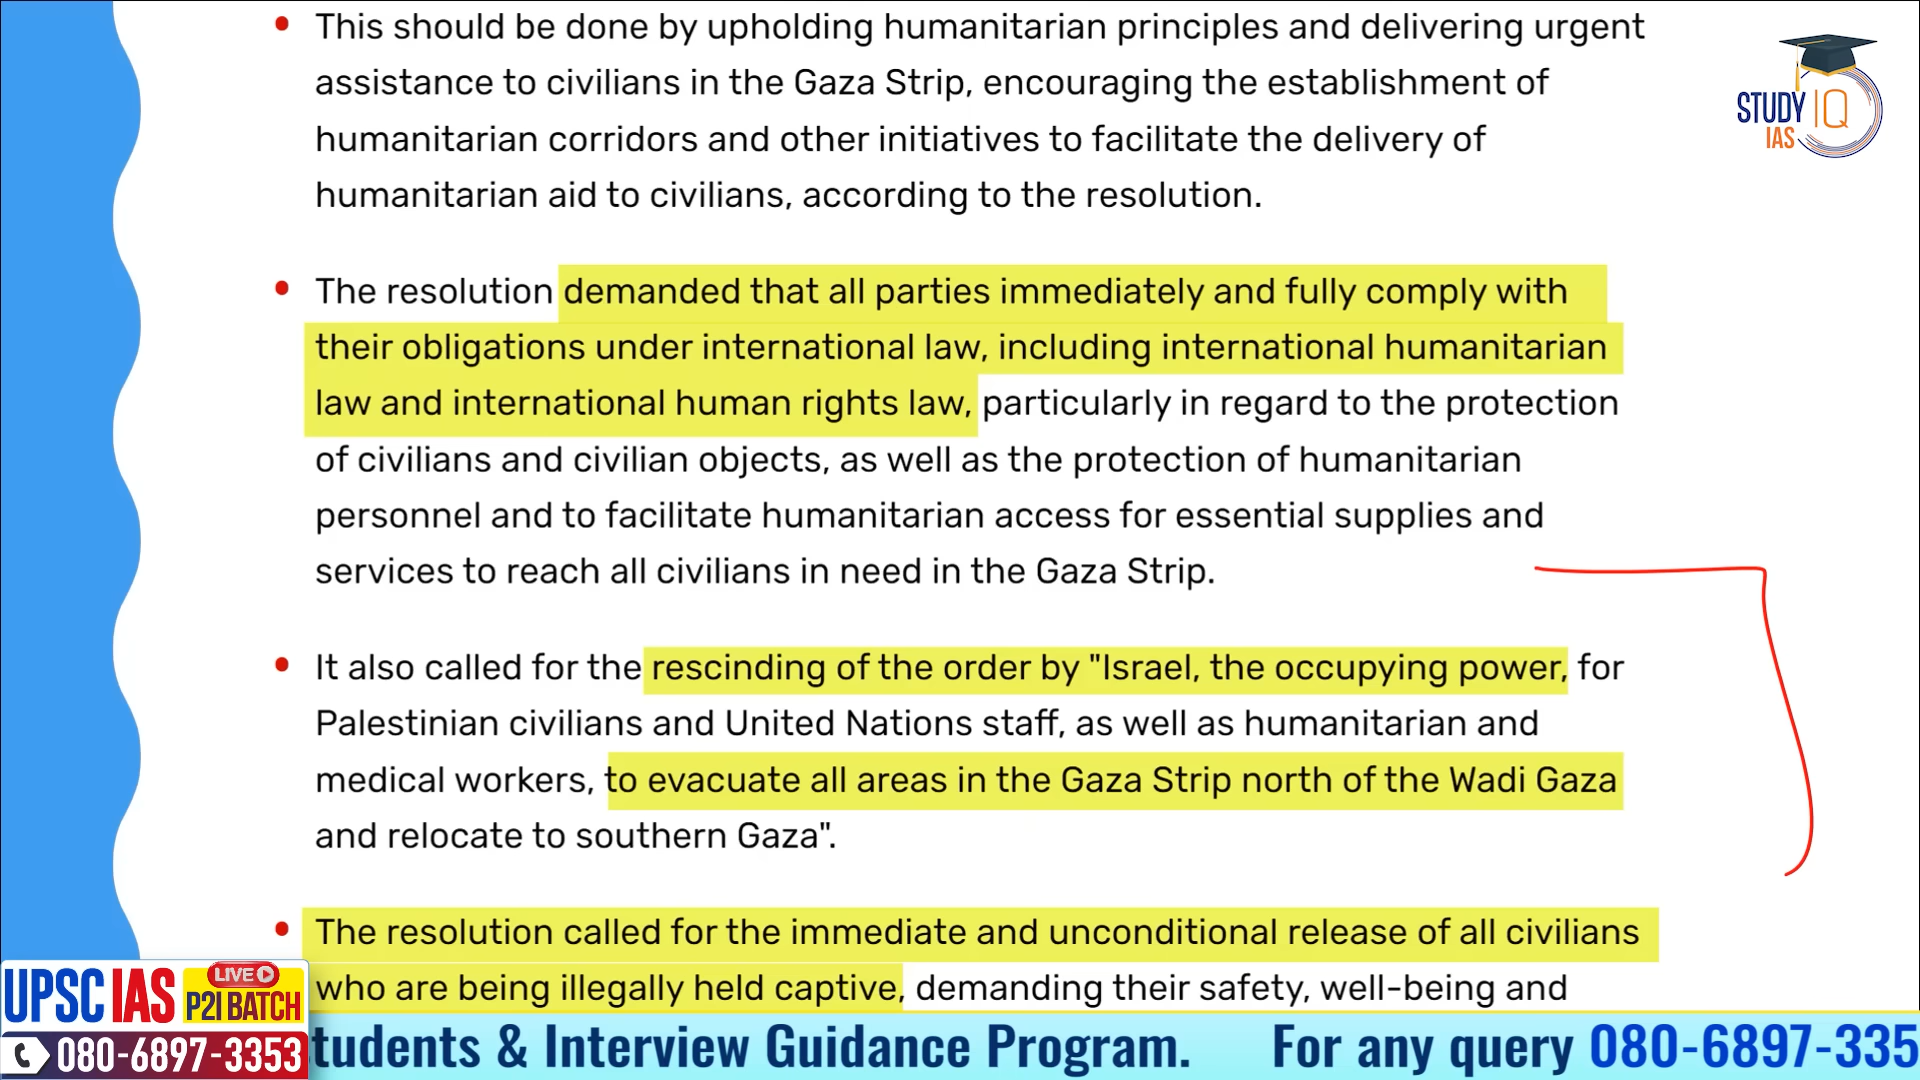 This should be done by upholding humanitarian principles and delivering urgent
assistance to civilians in the Gaza Strip, encouraging the establishment of
humanitarian corridors and other initiatives to facilitate the delivery of
humanitarian aid to civilians, according to the resolution.
STUDY IQ
IAS
The resolution demanded that all parties immediately and fully comply with
their obligations under international law, including international humanitarian
law and international human rights law, particularly in regard to the protection
of civilians and civilian objects, as well as the protection of humanitarian
personnel and to facilitate humanitarian access for essential supplies and
services to reach all civilians in need in the Gaza Strip.
It also called for the rescinding of the order by "Israel, the occupying power, for
Palestinian civilians and United Nations staff, as well as humanitarian and
medical workers, to evacuate all areas in the Gaza Strip north of the Wadi Gaza
and relocate to southern Gaza".
The resolution called for the immediate and unconditional release of all civilians
who are being illegally held captive, demanding their safety, well-being and
UPSC IAS LIVE P2I BATCH
080-6897-3353
tudents & Interview Guidance Program. For any query 080-6897-335